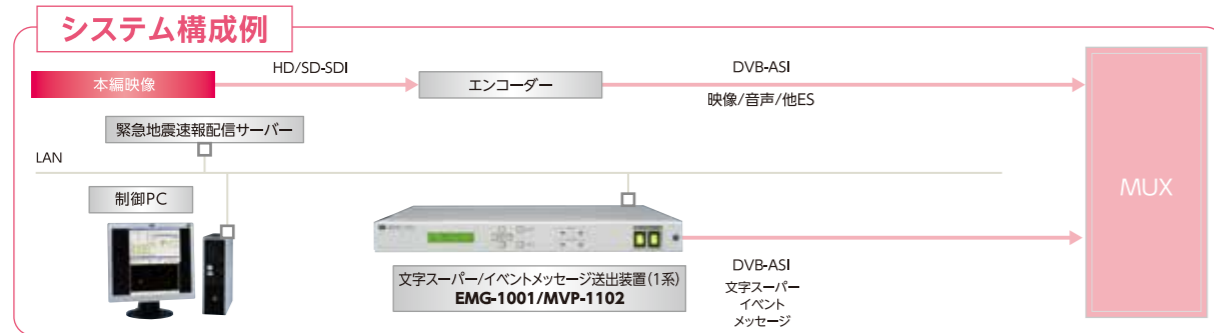 システム構成例
本編映像
HD/SD-SDI
エンコーダー
DVB-ASI
映像/音声/他ES
緊急地震速報配信サーバー
LAN
制御PC
MUX
文字スーパー/イベントメッセージ送出装置(1系)
EMG-1001/MVP-1102
DVB-ASI
文字スーパー
イベント
メッセージ